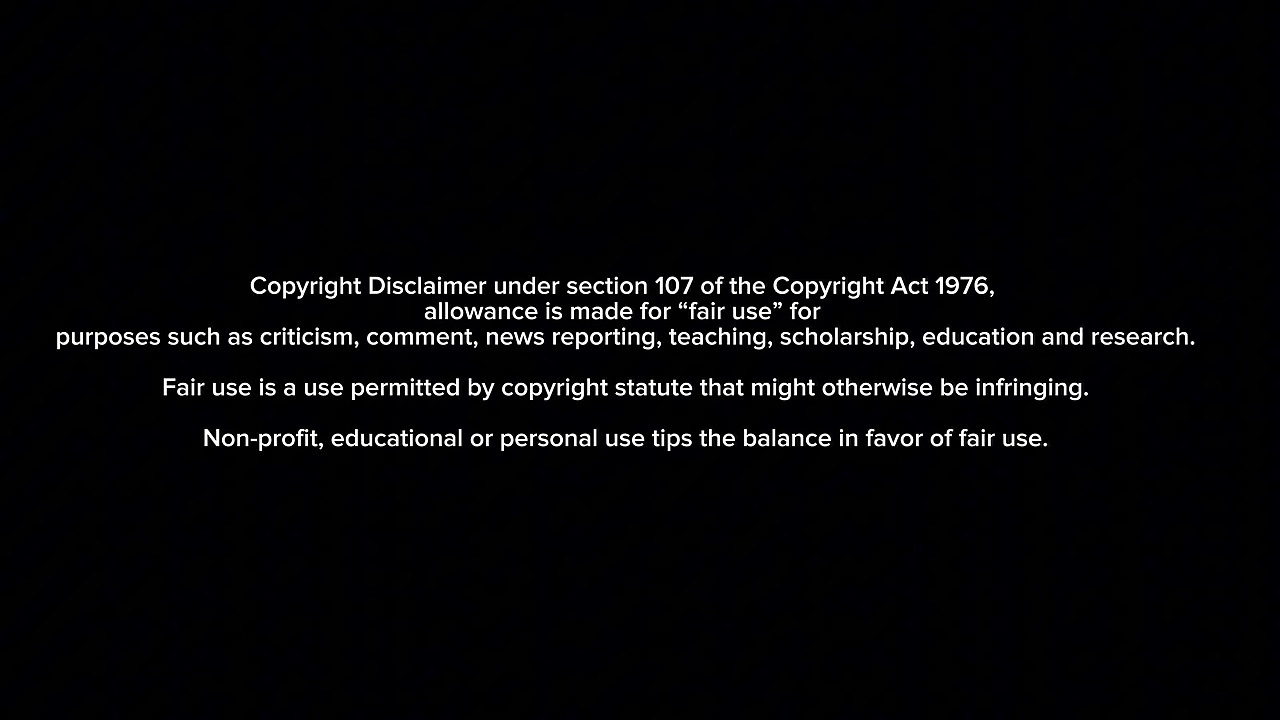 Copyright Disclaimer under section 107 of the Copyright Act 1976,
allowance is made for “fair use” for
purposes such as criticism, comment, news reporting, teaching, scholarship, education and research.
Fair use is a use permitted by copyright statute that might otherwise be infringing.
Non-profit, educational or personal use tips the balance in favor of fair use.